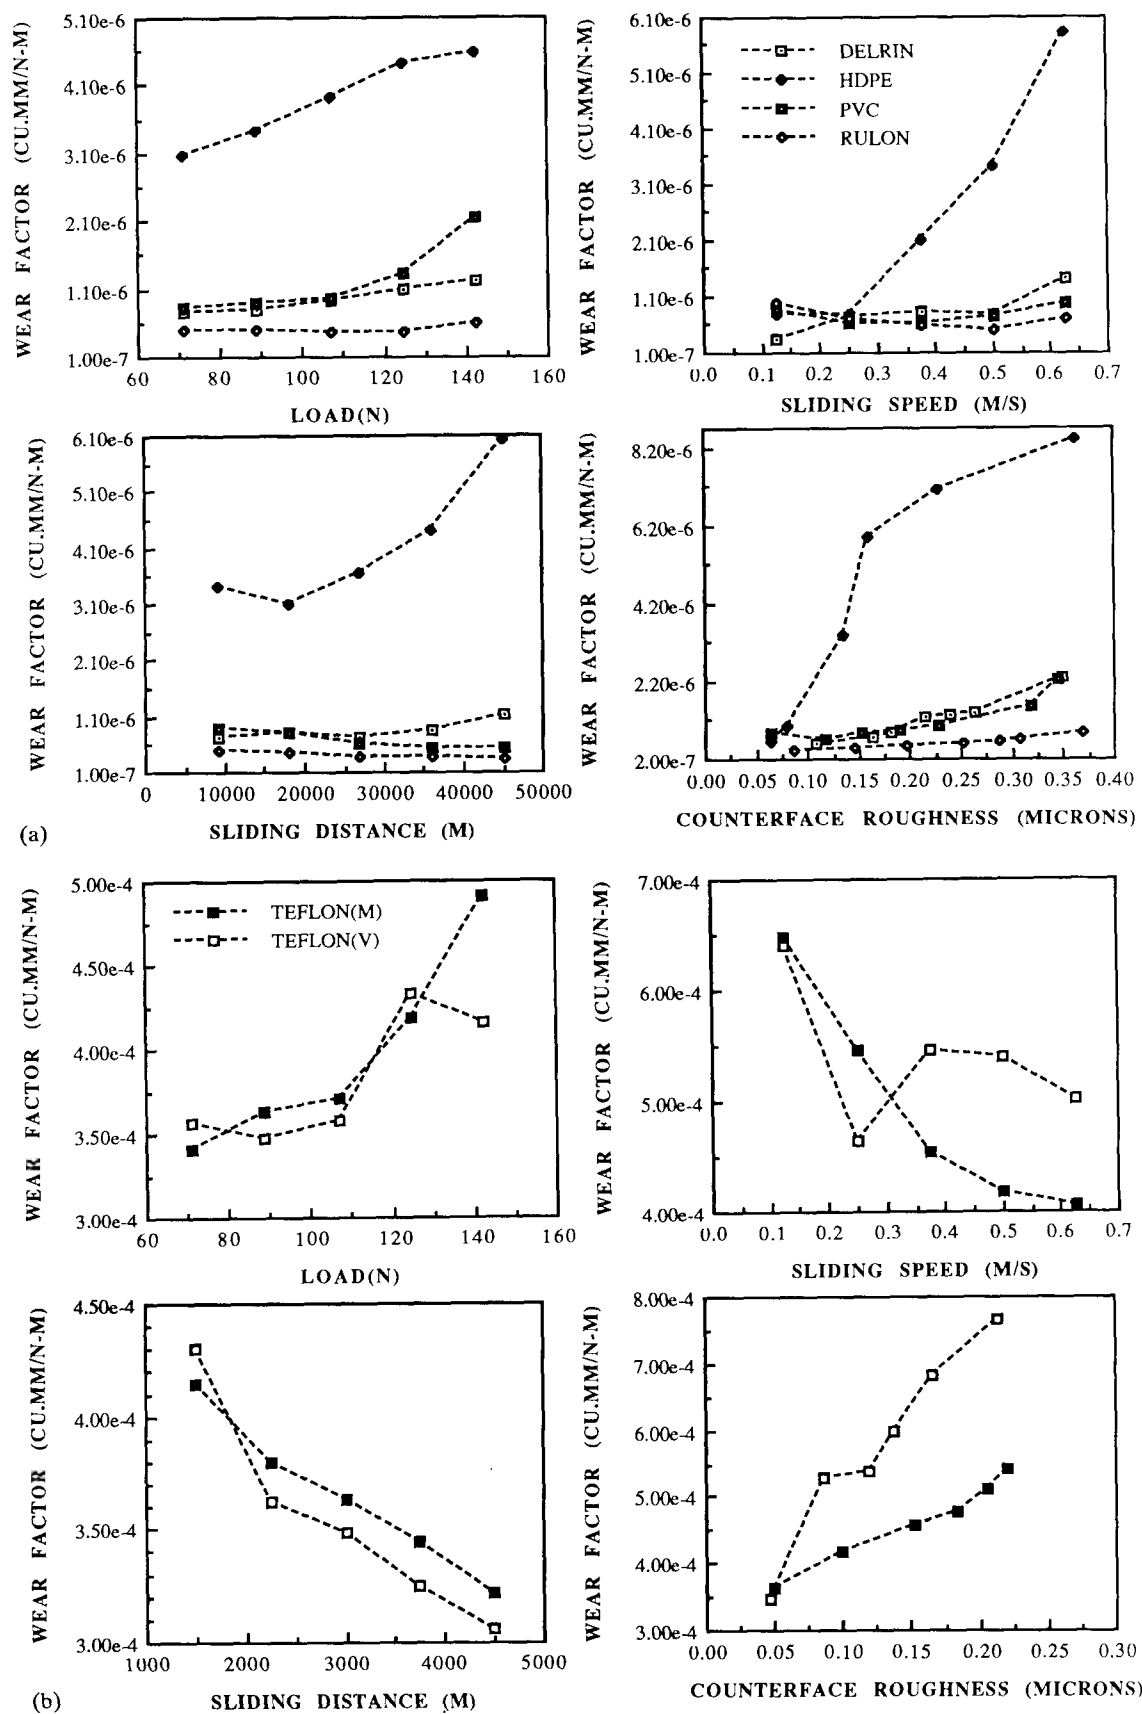 WEAR FACTOR (CU.MM/N-M)
5.10e-6
4.10e-6
3.10e-6
2.10e-6
1.10e-6
1.00e-7
60 80 100 120 140 160
LOAD(N)
WEAR FACTOR (CU.MM/N-M)
6.10e-6
5.10e-6
4.10e-6
3.10e-6
2.10e-6
1.10e-6
1.00e-7
DELRIN
HDPE
PVC
RULON
0.0 0.1 0.2 0.3 0.4 0.5 0.6 0.7
SLIDING SPEED (M/S)
WEAR FACTOR (CU.MM/N-M)
6.10e-6
5.10e-6
4.10e-6
3.10e-6
2.10e-6
1.10e-6
1.00e-7
0 10000 20000 30000 40000 50000
SLIDING DISTANCE (M)
WEAR FACTOR (CU.MM/N-M)
8.20e-6
6.20e-6
4.20e-6
2.20e-6
2.00e-7
0.00 0.05 0.10 0.15 0.20 0.25 0.30 0.35 0.40
COUNTERFACE ROUGHNESS (MICRONS)
(a)
WEAR FACTOR (CU.MM/N-M)
5.00e-4
4.50e-4
4.00e-4
3.50e-4
3.00e-4
TEFLON(M)
TEFLON(V)
60 80 100 120 140 160
LOAD(N)
WEAR FACTOR (CU.MM/N-M)
7.00e-4
6.00e-4
5.00e-4
4.00e-4
0.0 0.1 0.2 0.3 0.4 0.5 0.6 0.7
SLIDING SPEED (M/S)
WEAR FACTOR (CU.MM/N-M)
4.50e-4
4.00e-4
3.50e-4
3.00e-4
1000 2000 3000 4000 5000
SLIDING DISTANCE (M)
WEAR FACTOR (CU.MM/N-M)
8.00e-4
7.00e-4
6.00e-4
5.00e-4
4.00e-4
3.00e-4
0.00 0.05 0.10 0.15 0.20 0.25 0.30
COUNTERFACE ROUGHNESS (MICRONS)
(b)